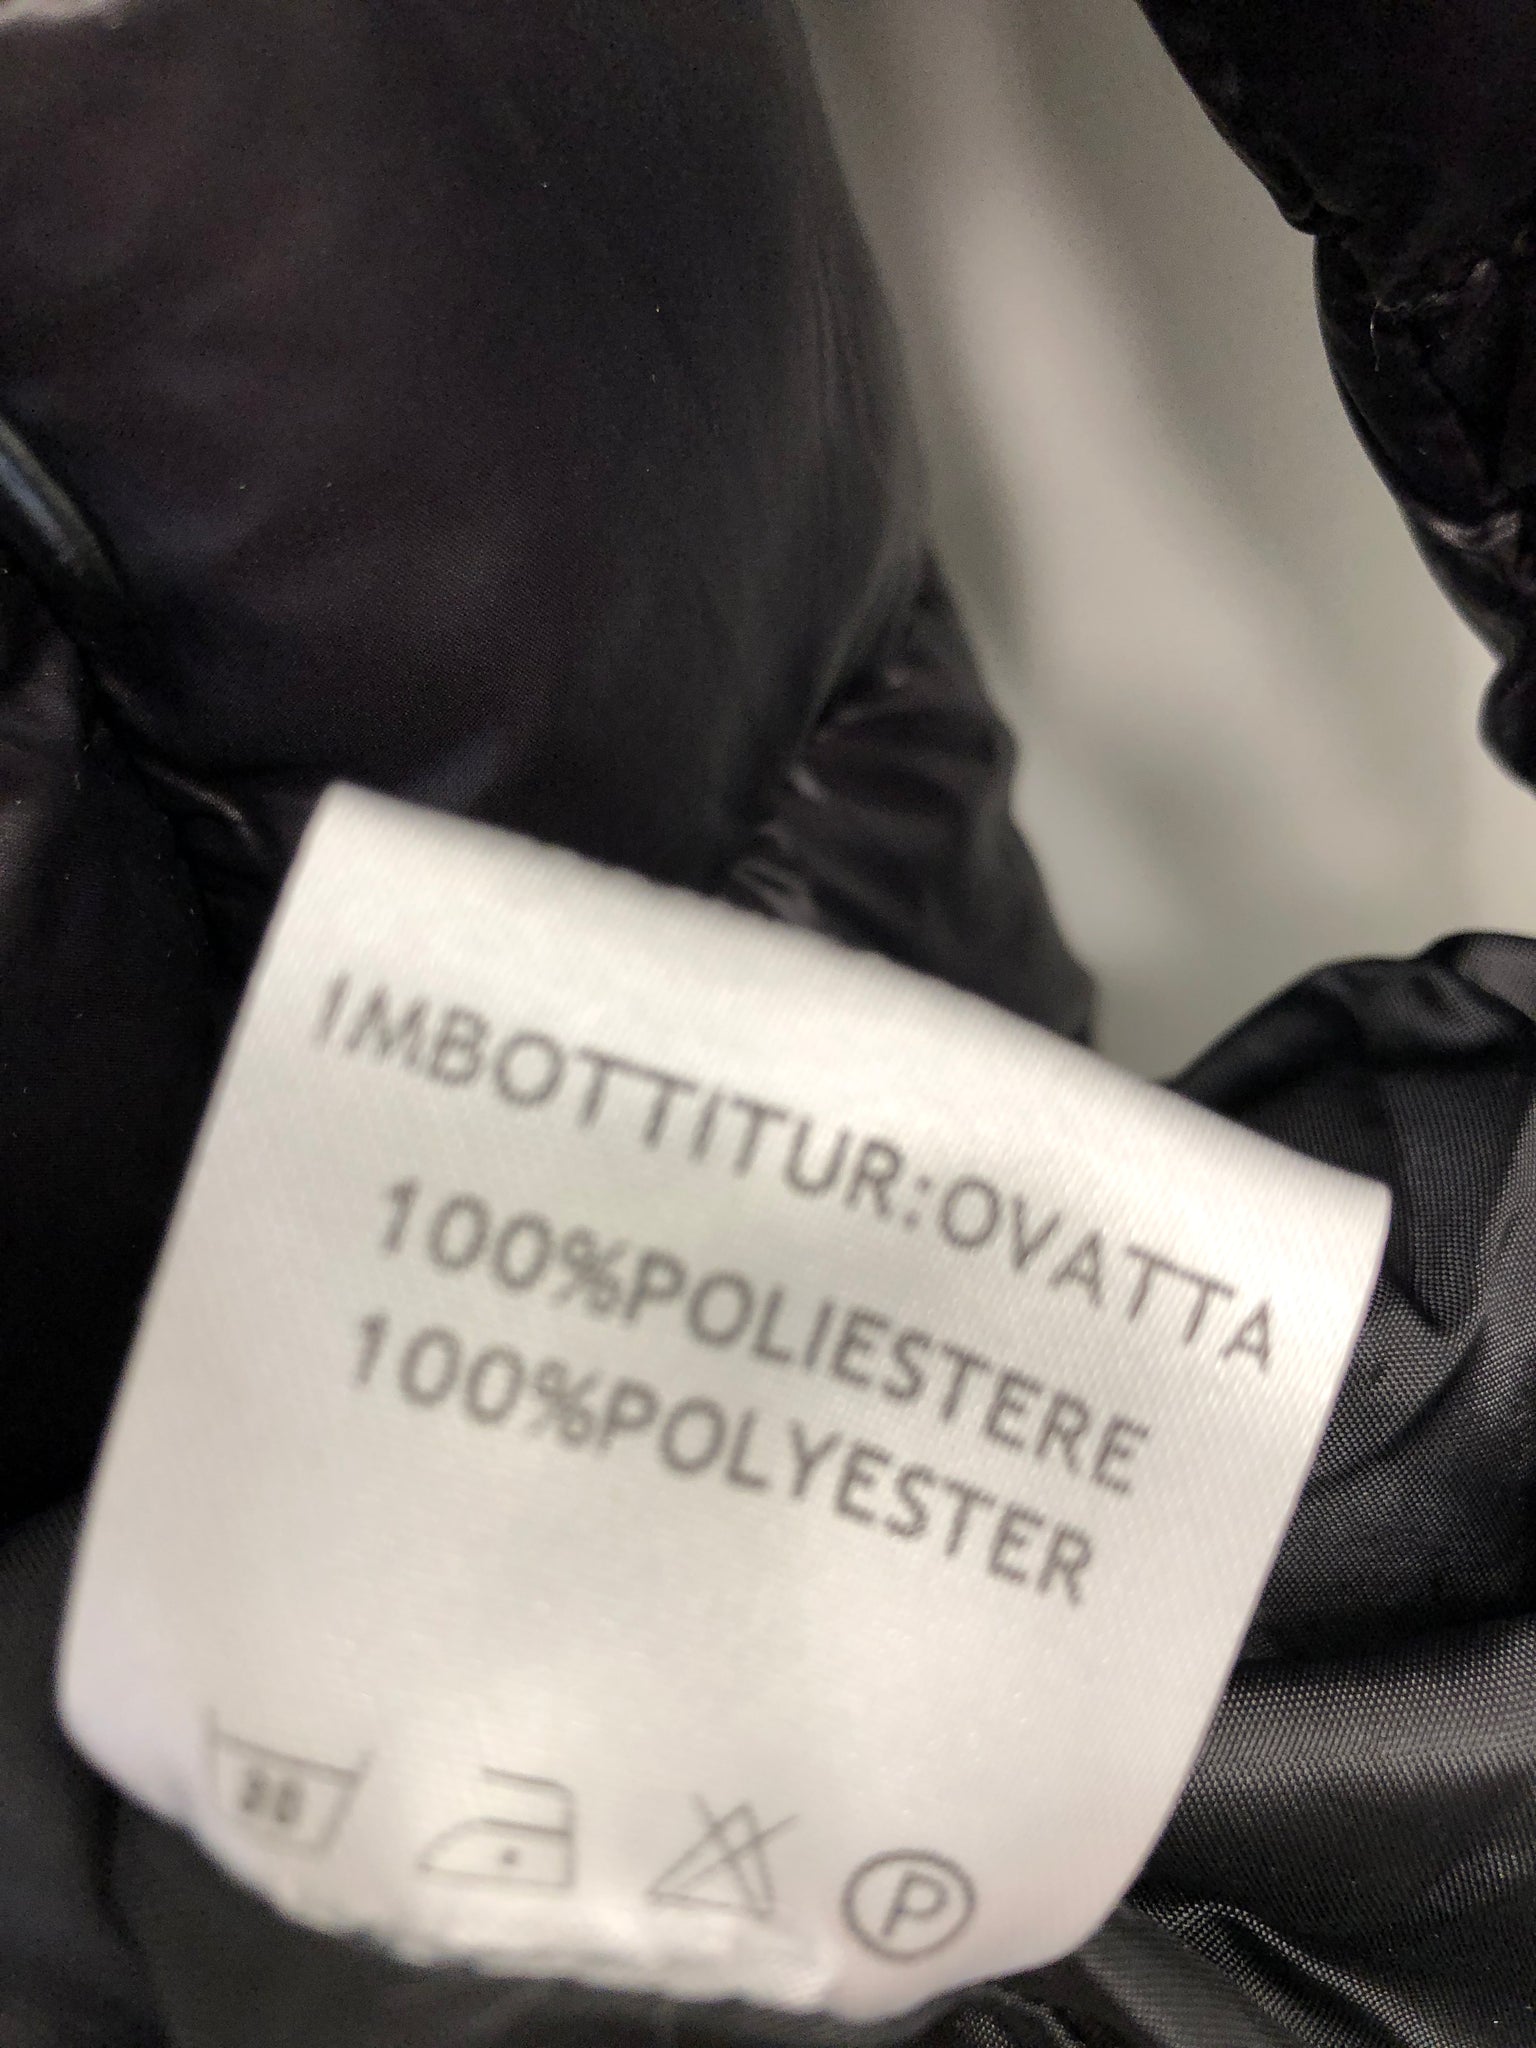 IMBOTTITUR:OVATTA
100%POLIESTERE
100%POLYESTER
P